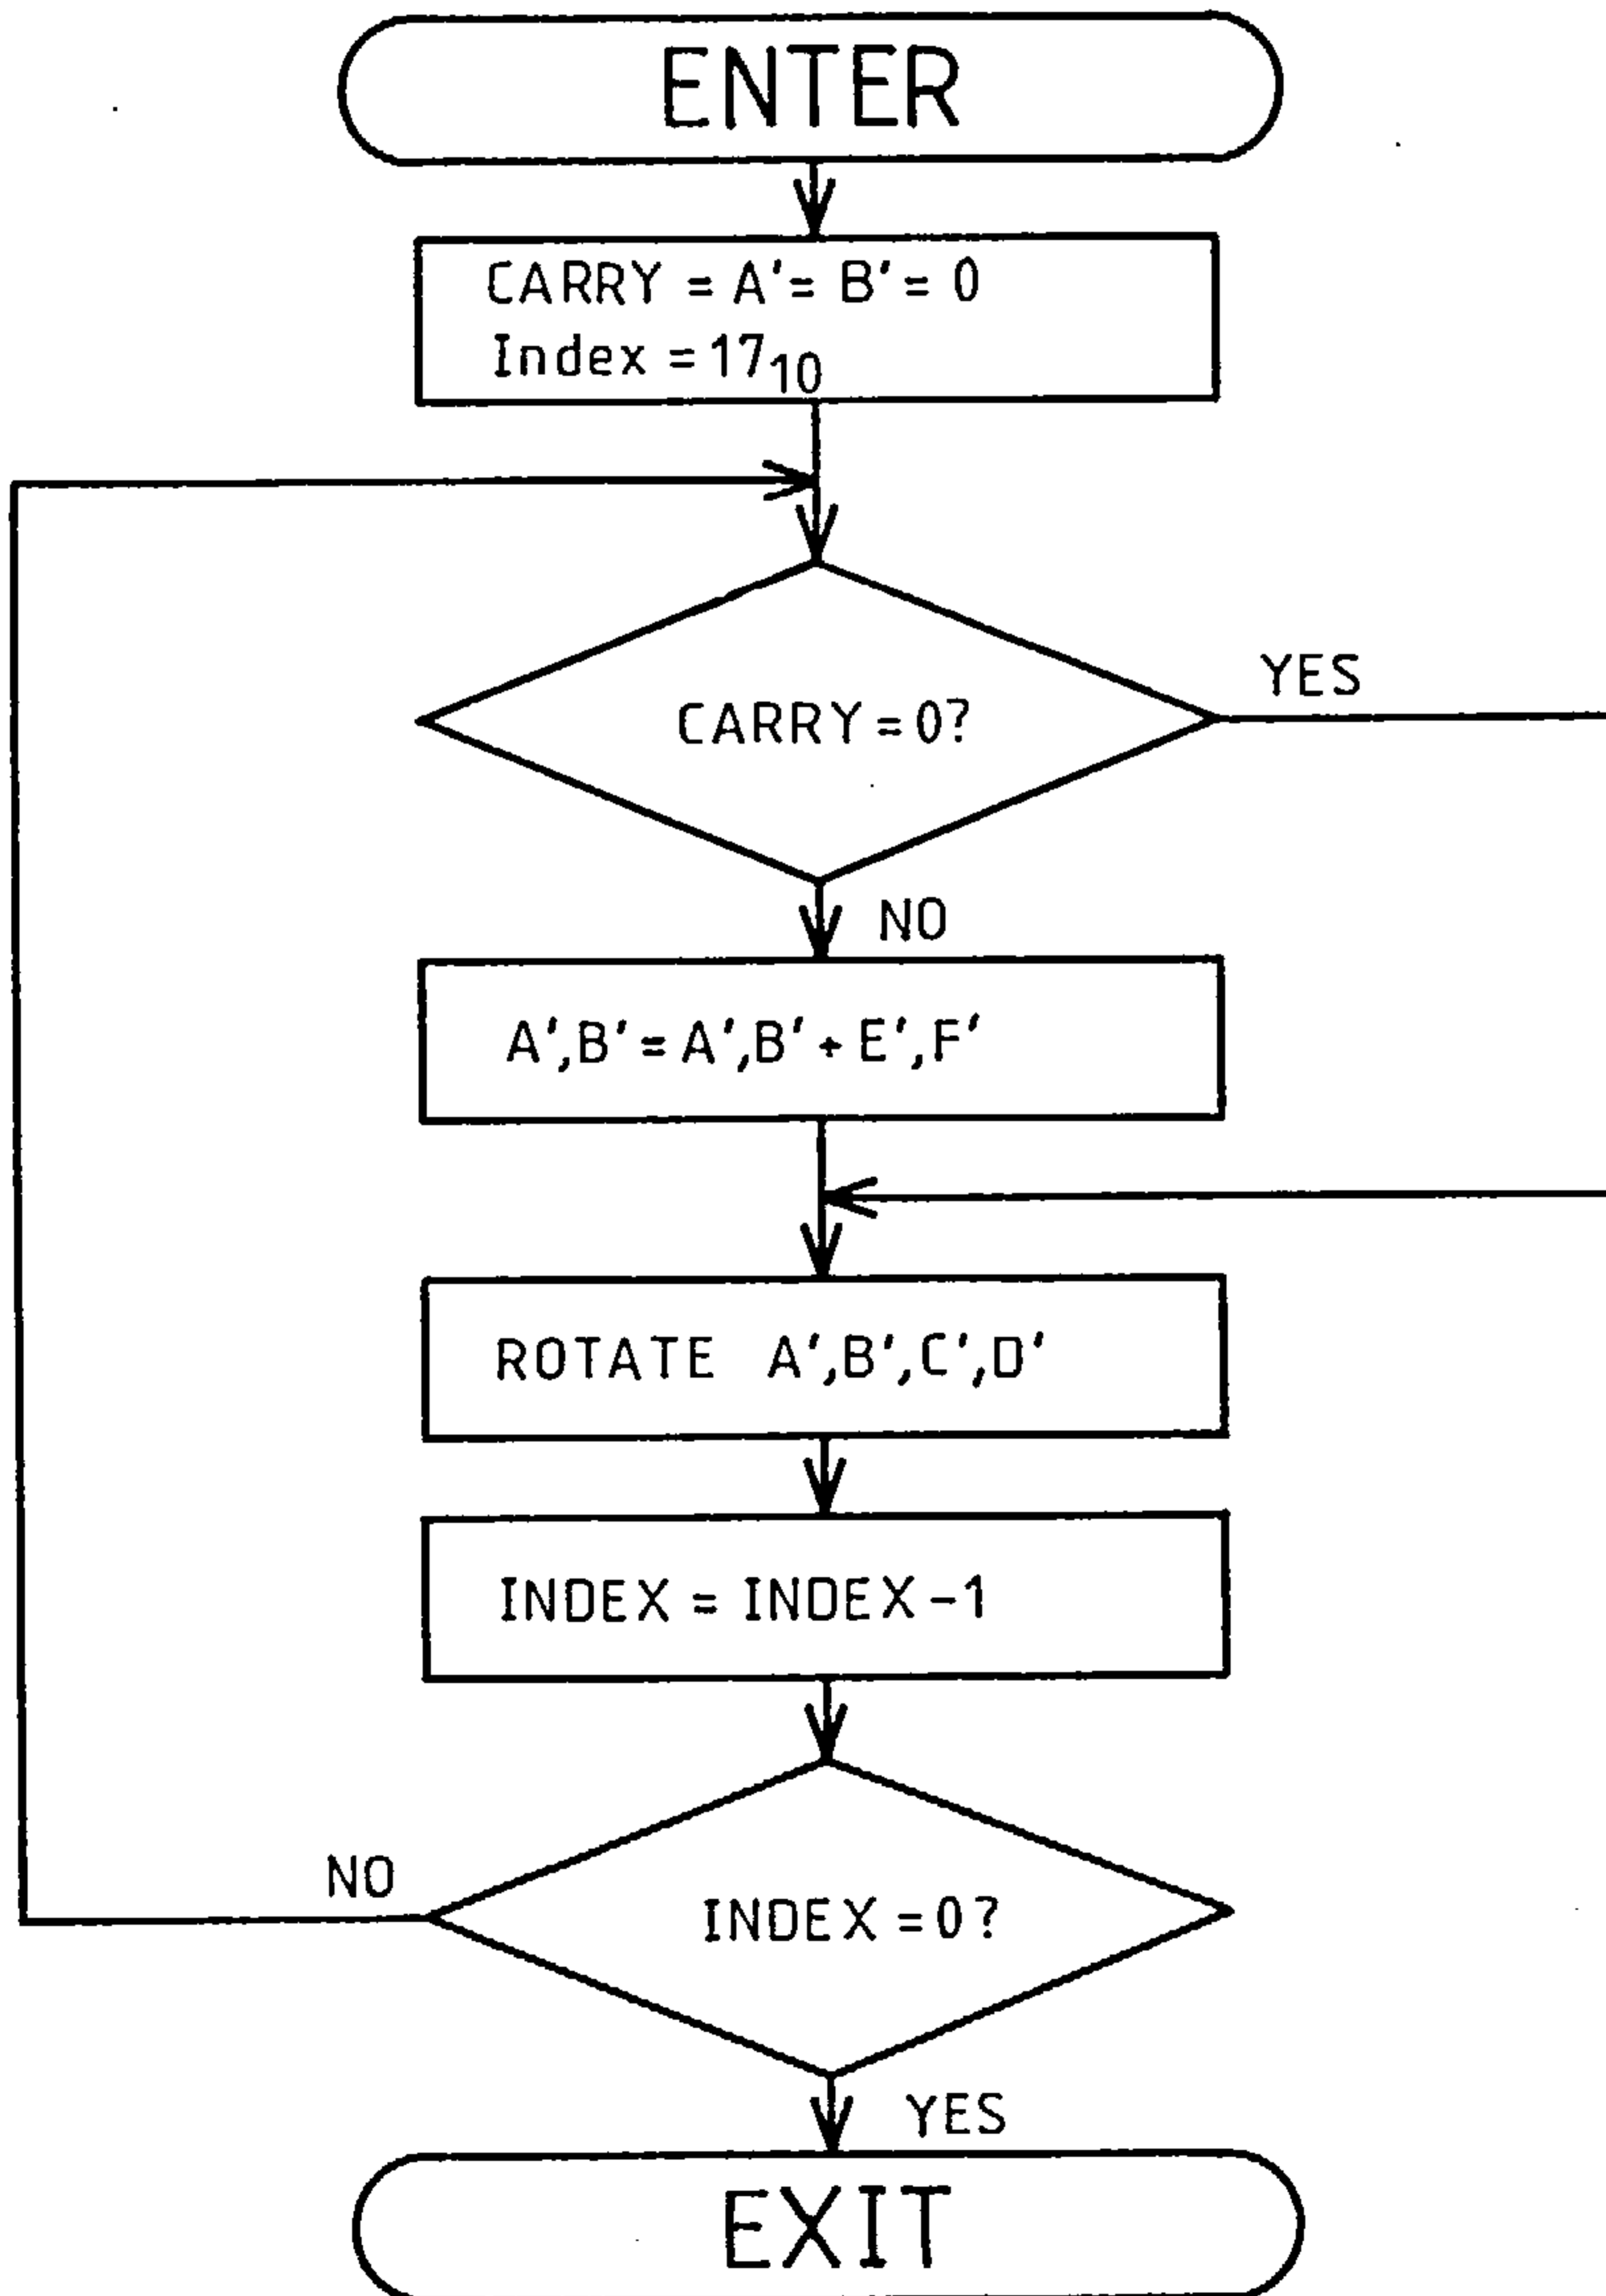 ENTER
CARRY = A' = B' = 0
Index = 17₁₀
CARRY = 0?
YES
NO
A',B' = A',B' + E',F'
ROTATE A',B',C',D'
INDEX = INDEX - 1
NO
INDEX = 0?
YES
EXIT